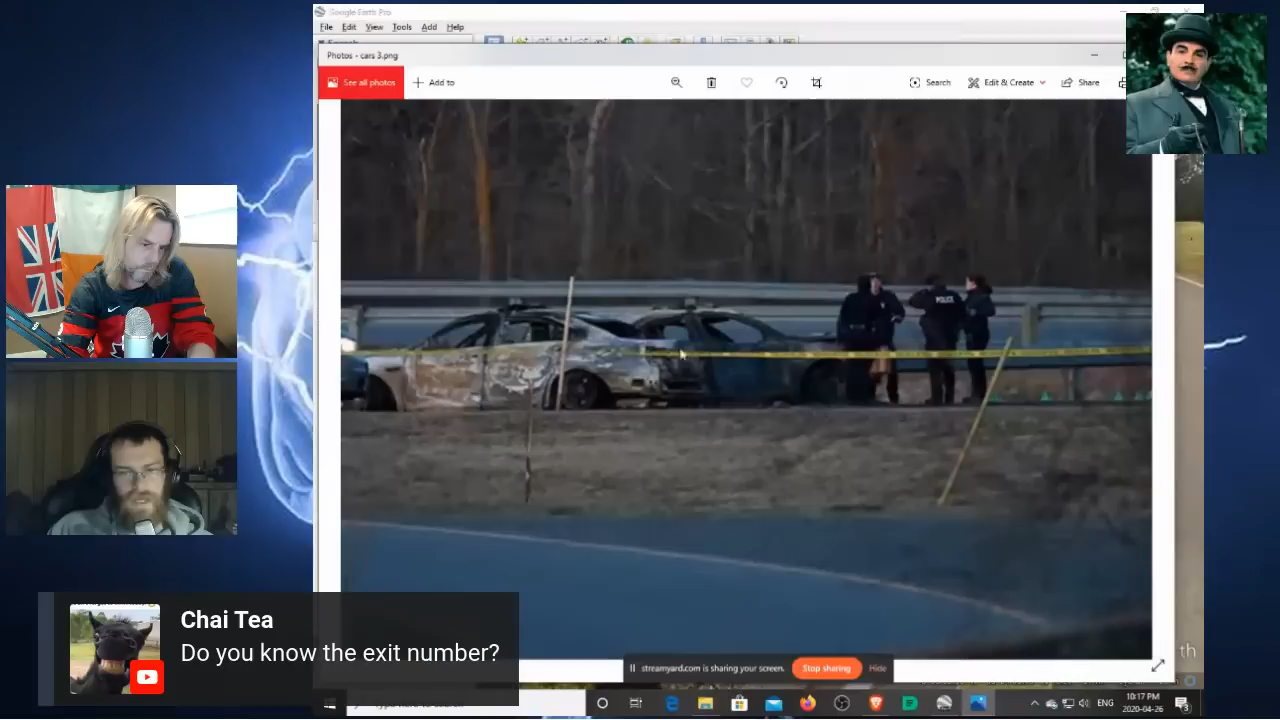 Google Earth Pro
File Edit View Tools Add Help
Photos - cars 3.png
See all photos
Add to
Search
Edit & Create
Share
POLICE
Chai Tea
Do you know the exit number?
streamyard.com is sharing your screen.
Stop sharing
Hide
th
ENG
10:17 PM
2020-04-26